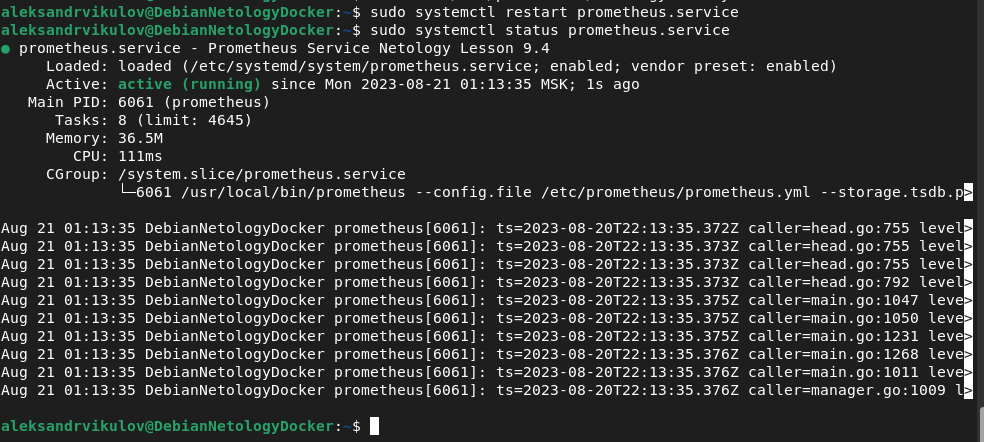 aleksandrvikulov@DebianNetologyDocker:~$ sudo systemctl restart prometheus.service
aleksandrvikulov@DebianNetologyDocker:~$ sudo systemctl status prometheus.service
● prometheus.service - Prometheus Service Netology Lesson 9.4
     Loaded: loaded (/etc/systemd/system/prometheus.service; enabled; vendor preset: enabled)
     Active: active (running) since Mon 2023-08-21 01:13:35 MSK; 1s ago
   Main PID: 6061 (prometheus)
      Tasks: 8 (limit: 4645)
     Memory: 36.5M
        CPU: 111ms
     CGroup: /system.slice/prometheus.service
             └─6061 /usr/local/bin/prometheus --config.file /etc/prometheus/prometheus.yml --storage.tsdb.p>
Aug 21 01:13:35 DebianNetologyDocker prometheus[6061]: ts=2023-08-20T22:13:35.372Z caller=head.go:755 level>
Aug 21 01:13:35 DebianNetologyDocker prometheus[6061]: ts=2023-08-20T22:13:35.373Z caller=head.go:755 level>
Aug 21 01:13:35 DebianNetologyDocker prometheus[6061]: ts=2023-08-20T22:13:35.373Z caller=head.go:755 level>
Aug 21 01:13:35 DebianNetologyDocker prometheus[6061]: ts=2023-08-20T22:13:35.373Z caller=head.go:792 level>
Aug 21 01:13:35 DebianNetologyDocker prometheus[6061]: ts=2023-08-20T22:13:35.375Z caller=main.go:1047 leve>
Aug 21 01:13:35 DebianNetologyDocker prometheus[6061]: ts=2023-08-20T22:13:35.375Z caller=main.go:1050 leve>
Aug 21 01:13:35 DebianNetologyDocker prometheus[6061]: ts=2023-08-20T22:13:35.375Z caller=main.go:1231 leve>
Aug 21 01:13:35 DebianNetologyDocker prometheus[6061]: ts=2023-08-20T22:13:35.376Z caller=main.go:1268 leve>
Aug 21 01:13:35 DebianNetologyDocker prometheus[6061]: ts=2023-08-20T22:13:35.376Z caller=main.go:1011 leve>
Aug 21 01:13:35 DebianNetologyDocker prometheus[6061]: ts=2023-08-20T22:13:35.376Z caller=manager.go:1009 l>
aleksandrvikulov@DebianNetologyDocker:~$